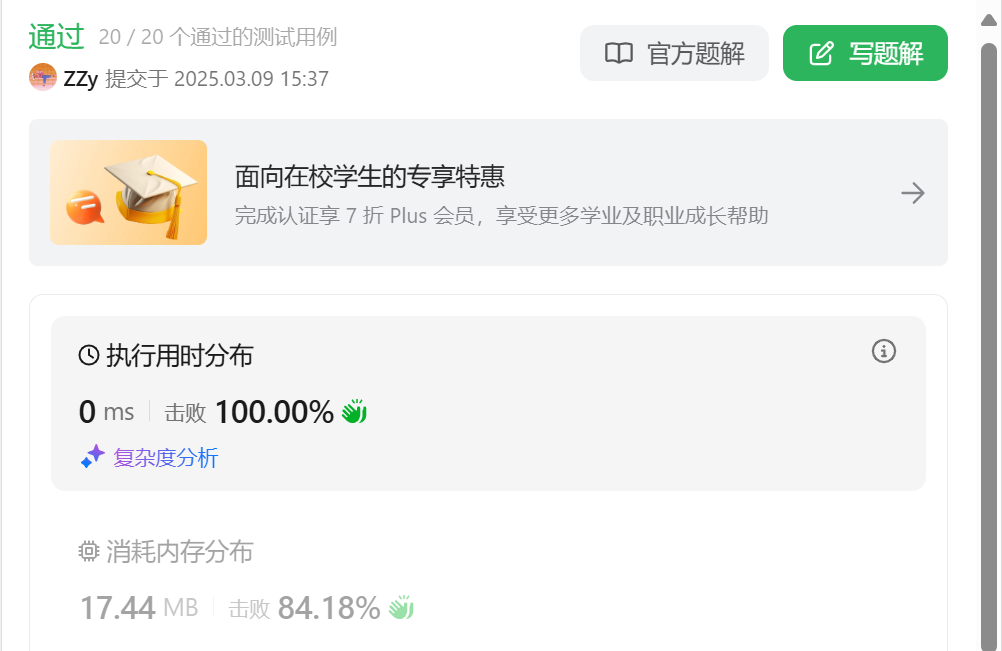 通过 20 / 20 个通过的测试用例
官方题解
写题解
ZZy 提交于 2025.03.09 15:37
面向在校学生的专享特惠
完成认证享 7 折 Plus 会员，享受更多学业及职业成长帮助
执行用时分布
0 ms 击败 100.00%
复杂度分析
消耗内存分布
17.44 MB 击败 84.18%